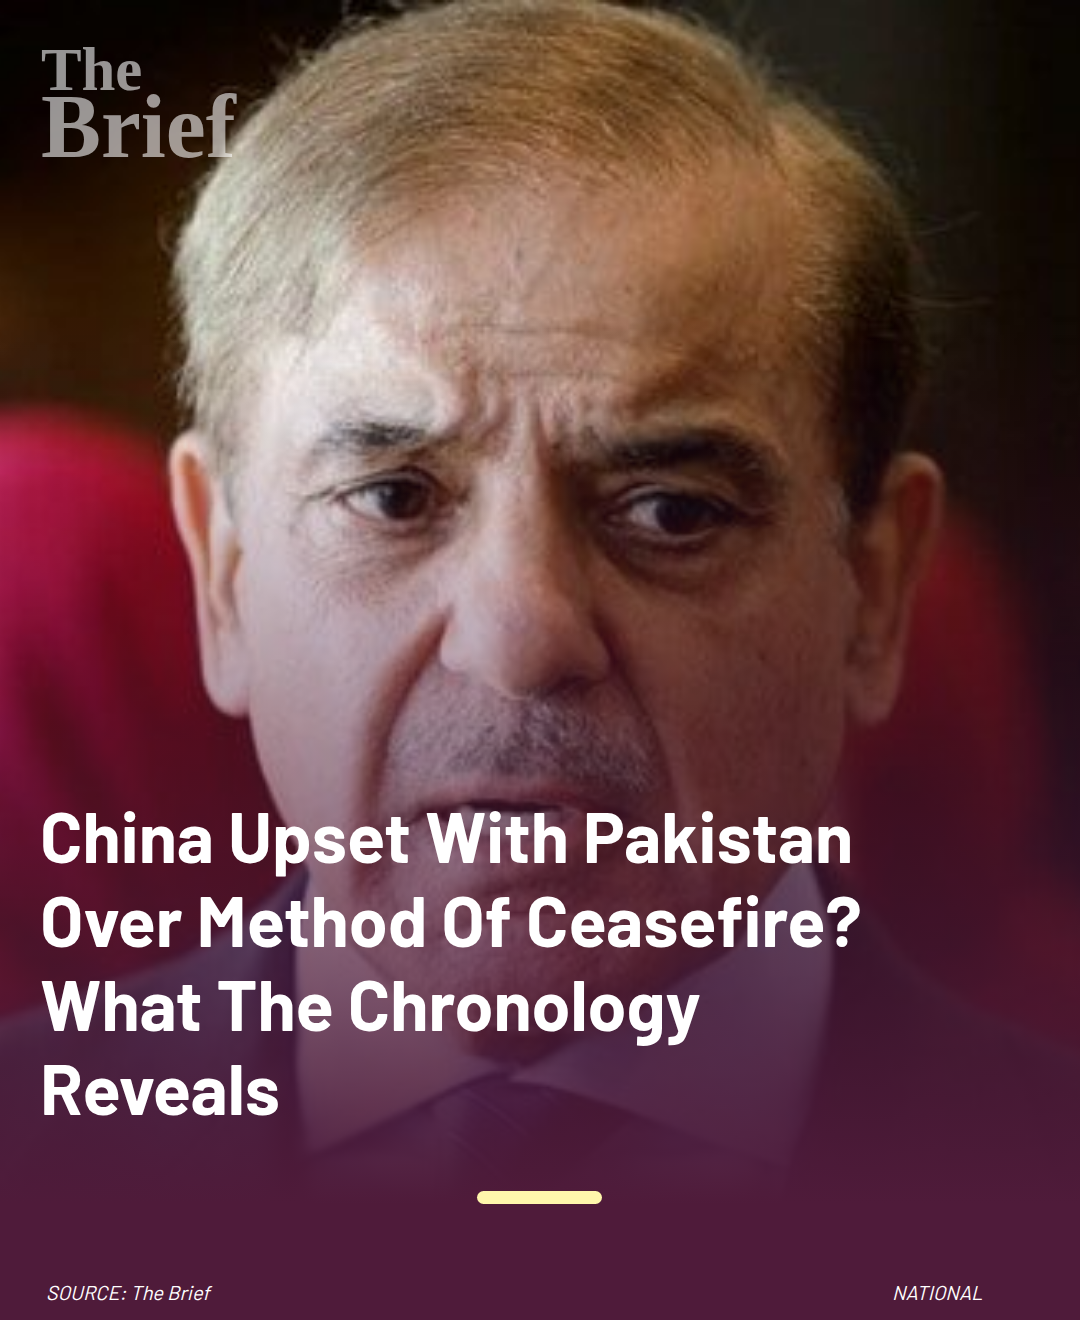 The
Brief
China Upset With Pakistan
Over Method Of Ceasefire?
What The Chronology
Reveals
SOURCE: The Brief
NATIONAL